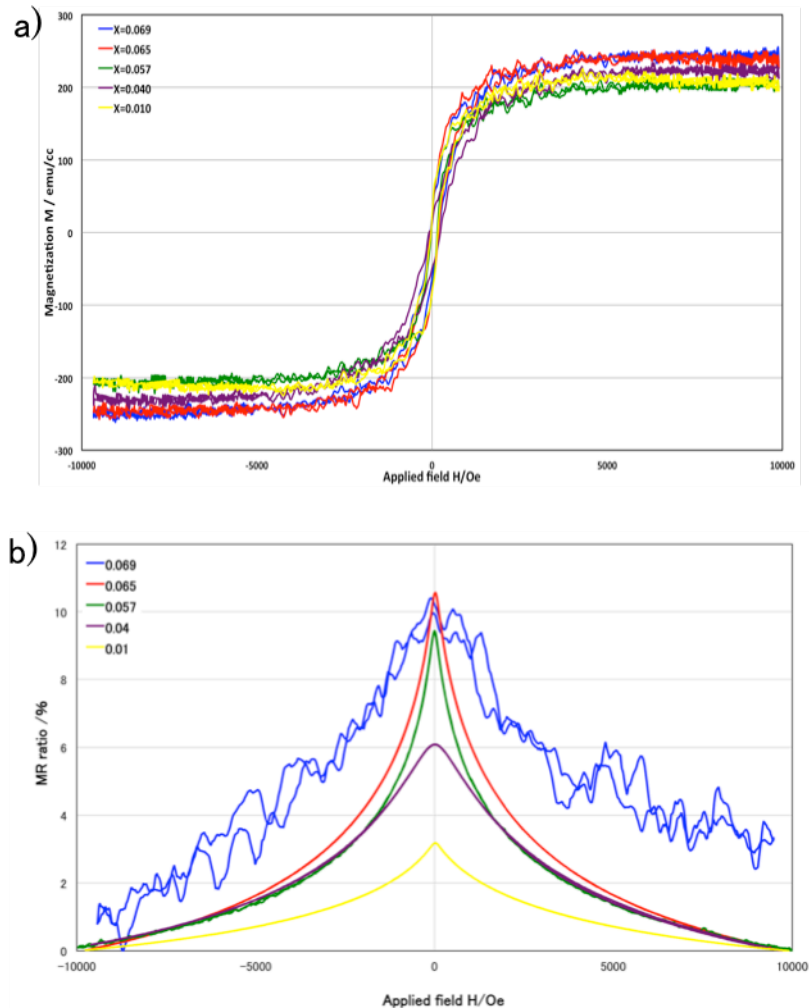 a)
300
X=0.069
X=0.065
X=0.057
X=0.040
X=0.010
200
100
0
-100
-200
-300
Magnetization M / emu/cc
-10000 -5000 0 5000 10000
Applied field H/Oe
b)
12
0.069
0.065
0.057
0.04
0.01
10
8
6
4
2
0
MR ratio /%
-10000 -5000 0 5000 10000
Applied field H/Oe